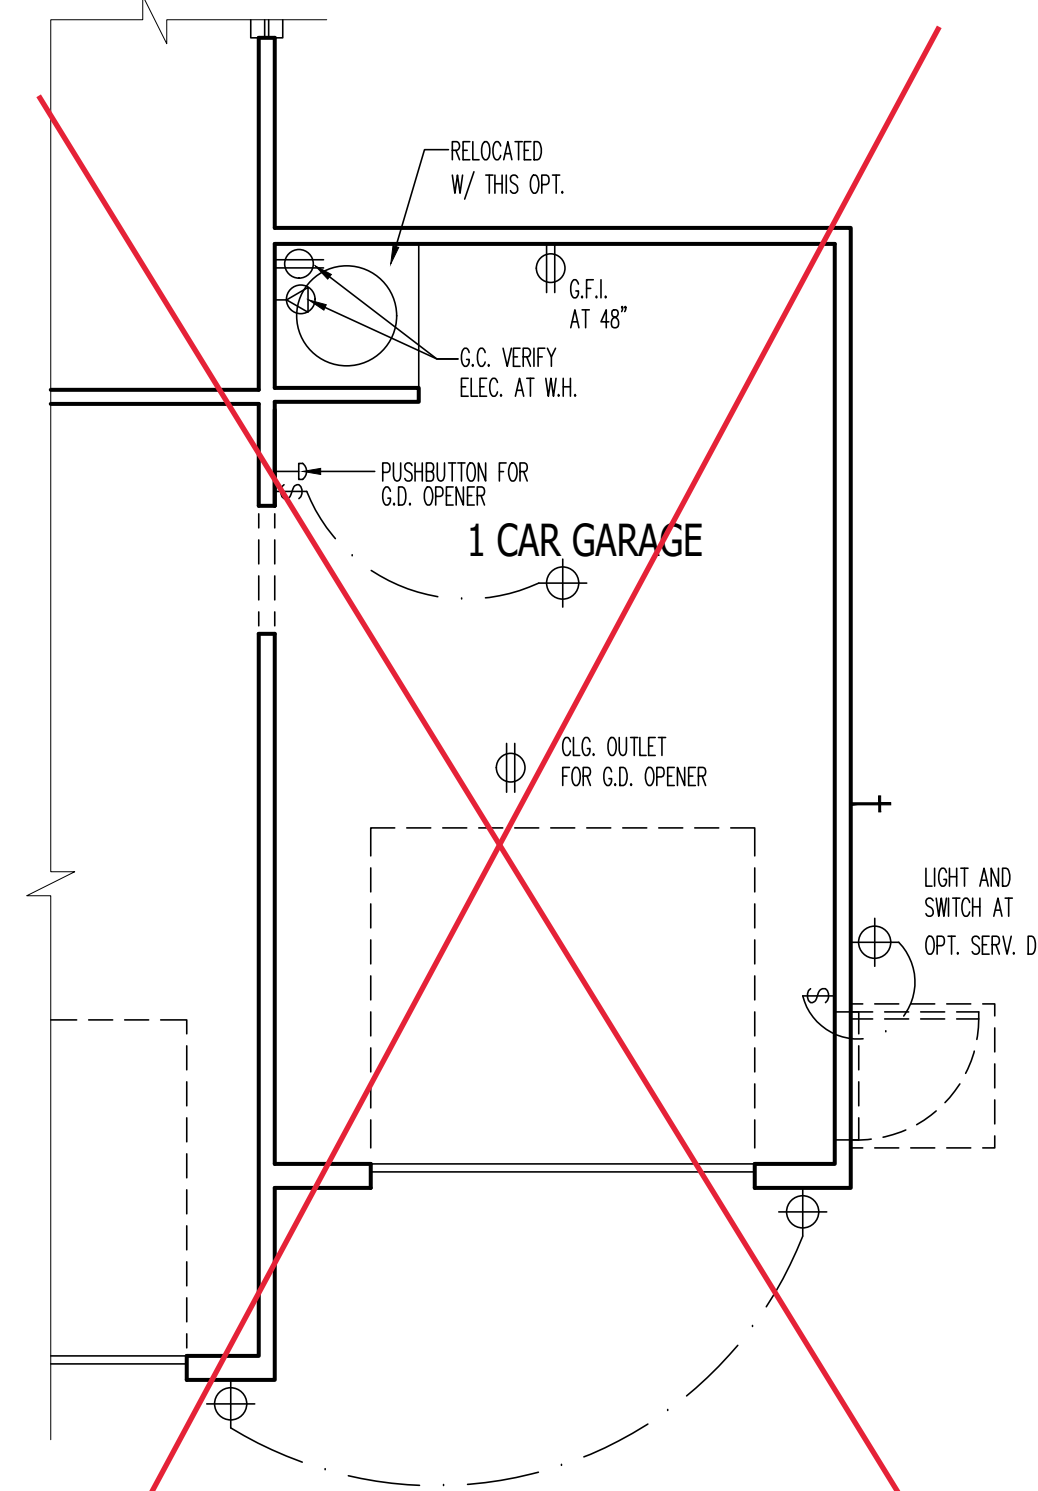 RELOCATED
W/ THIS OPT.
G.F.I.
AT 48"
G.C. VERIFY
ELEC. AT W.H.
D
PUSHBUTTON FOR
G.D. OPENER
S
1 CAR GARAGE
CLG. OUTLET
FOR G.D. OPENER
LIGHT AND
SWITCH AT
OPT. SERV. D
S